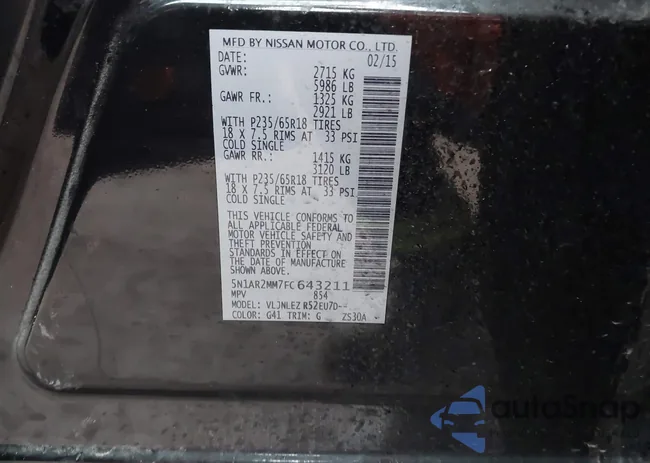 MFD BY NISSAN MOTOR CO., LTD.
DATE: 02/15
GVWR: 2715 KG
5986 LB
GAWR FR.: 1325 KG
2921 LB
WITH P235/65R18 TIRES
18 X 7.5 RIMS AT 33 PSI
COLD SINGLE
GAWR RR.: 1415 KG
3120 LB
WITH P235/65R18 TIRES
18 X 7.5 RIMS AT 33 PSI
COLD SINGLE
THIS VEHICLE CONFORMS TO
ALL APPLICABLE FEDERAL
MOTOR VEHICLE SAFETY AND
THEFT PREVENTION
STANDARDS IN EFFECT ON
THE DATE OF MANUFACTURE
SHOWN ABOVE.
5N1AR2MM7FC643211
MPV 854
MODEL: VLJNLEZ RS2EU7D--
COLOR: G41 TRIM: G ZS30A
autoSnap